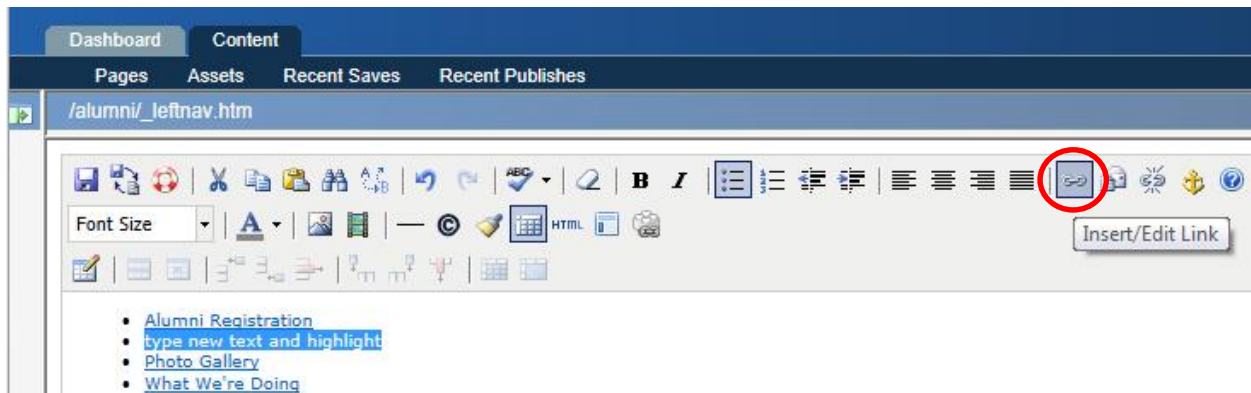 Dashboard Content
Pages Assets Recent Saves Recent Publishes
/alumni/_leftnav.htm
ABC B I
Font Size A © HTML
Insert/Edit Link
Alumni Registration
type new text and highlight
Photo Gallery
What We're Doing